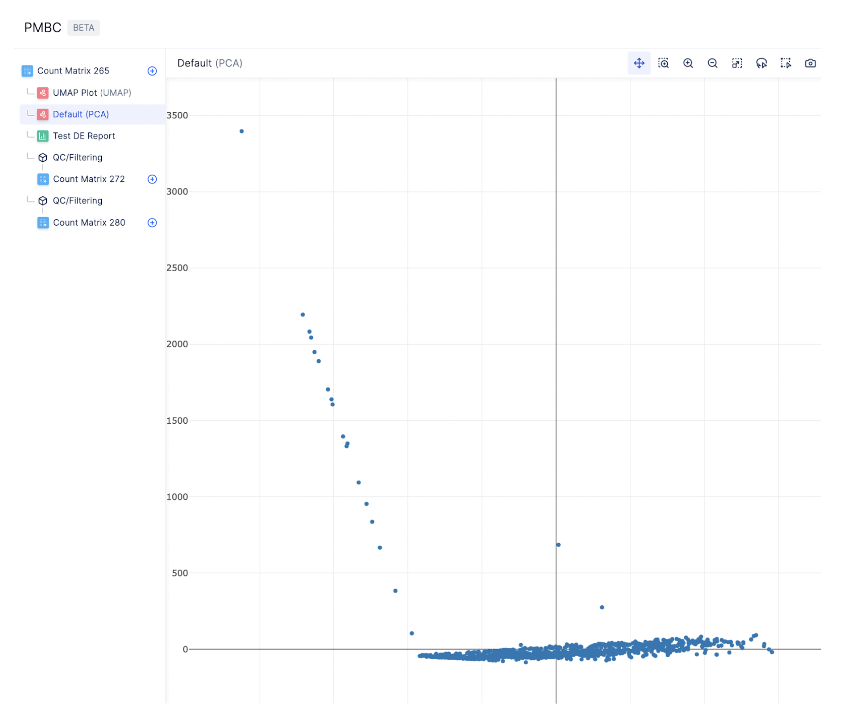 PMBC BETA
Count Matrix 265
UMAP Plot (UMAP)
Default (PCA)
Test DE Report
QC/Filtering
Count Matrix 272
QC/Filtering
Count Matrix 280
Default (PCA)
3500
3000
2500
2000
1500
1000
500
0